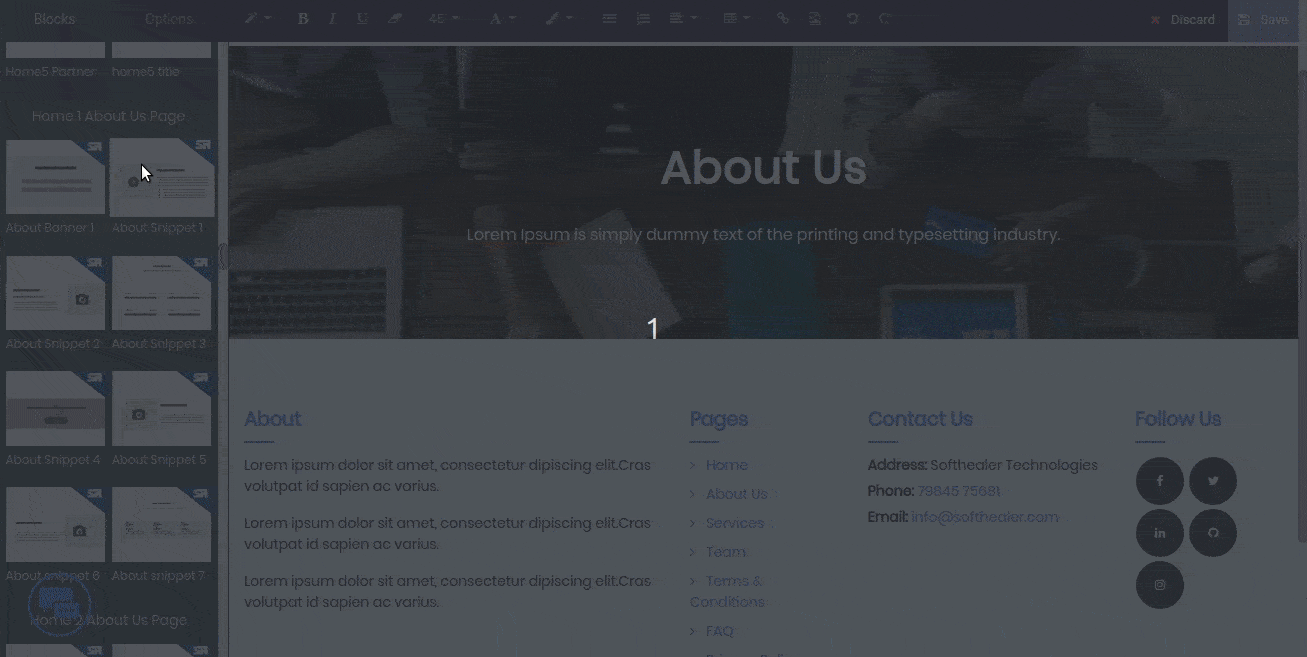 Blocks
Options
B I U
45
A
Discard
Save
Home5 Partner
home5 title
Home 1 About Us Page
About Banner 1
About Snippet 1
About Snippet 2
About Snippet 3
About Snippet 4
About Snippet 5
About snippet 6
About snippet 7
Home 2 About Us Page
About Us
Lorem Ipsum is simply dummy text of the printing and typesetting industry.
1
About
Lorem ipsum dolor sit amet, consectetur dipiscing elit.Cras
volutpat id sapien ac varius.
Lorem ipsum dolor sit amet, consectetur dipiscing elit.Cras
volutpat id sapien ac varius.
Lorem ipsum dolor sit amet, consectetur dipiscing elit.Cras
volutpat id sapien ac varius.
Pages
Home
About Us
Services
Team
Terms &
Conditions
FAQ
Contact Us
Address: Softhealer Technologies
Phone: 79845 75681
Email: info@softhealer.com
Follow Us